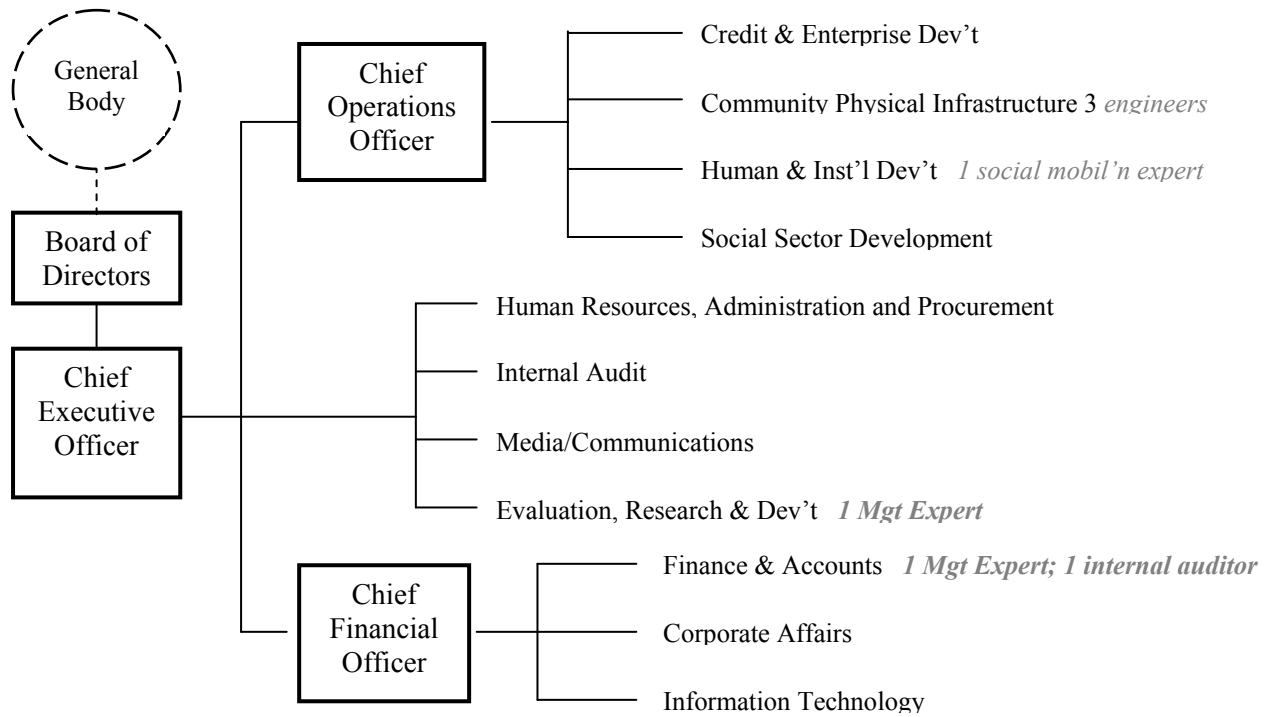 General
Body
Board of
Directors
Chief
Executive
Officer
Chief
Operations
Officer
Credit & Enterprise Dev’t
Community Physical Infrastructure 3 engineers
Human & Inst’l Dev’t 1 social mobil’n expert
Social Sector Development
Human Resources, Administration and Procurement
Internal Audit
Media/Communications
Evaluation, Research & Dev’t 1 Mgt Expert
Chief
Financial
Officer
Finance & Accounts 1 Mgt Expert; 1 internal auditor
Corporate Affairs
Information Technology